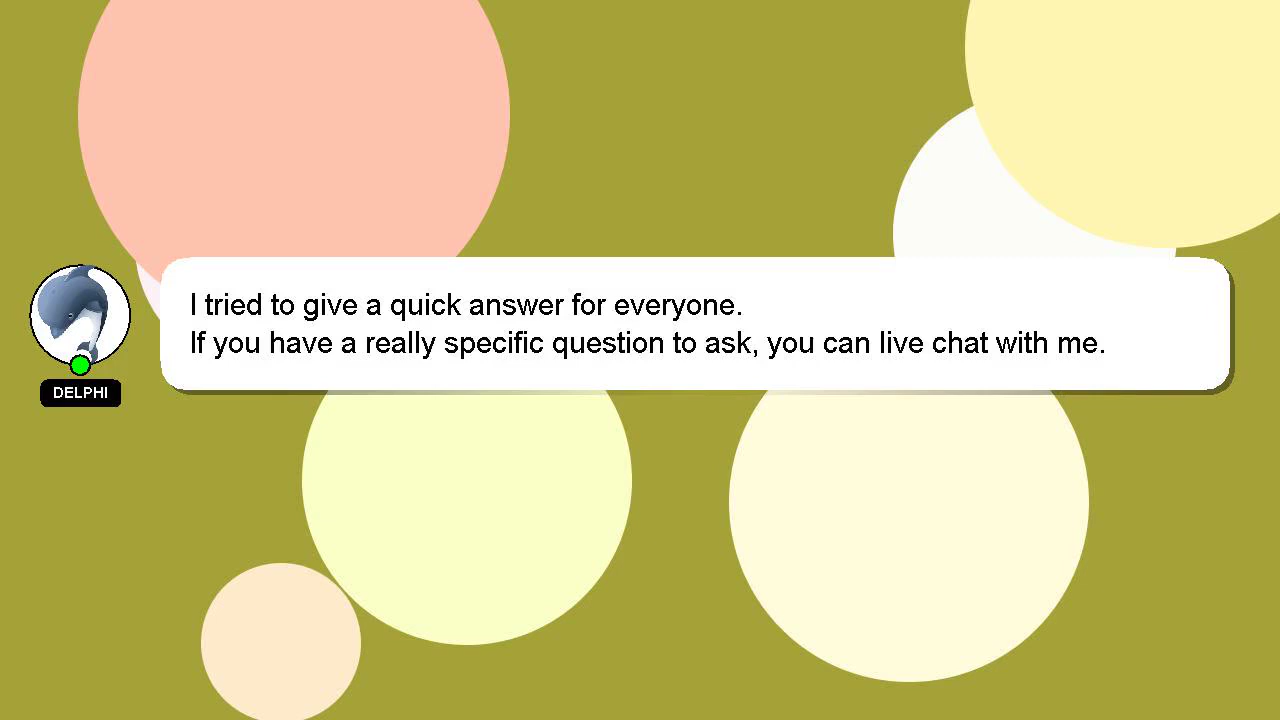 I tried to give a quick answer for everyone.
If you have a really specific question to ask, you can live chat with me.
DELPHI